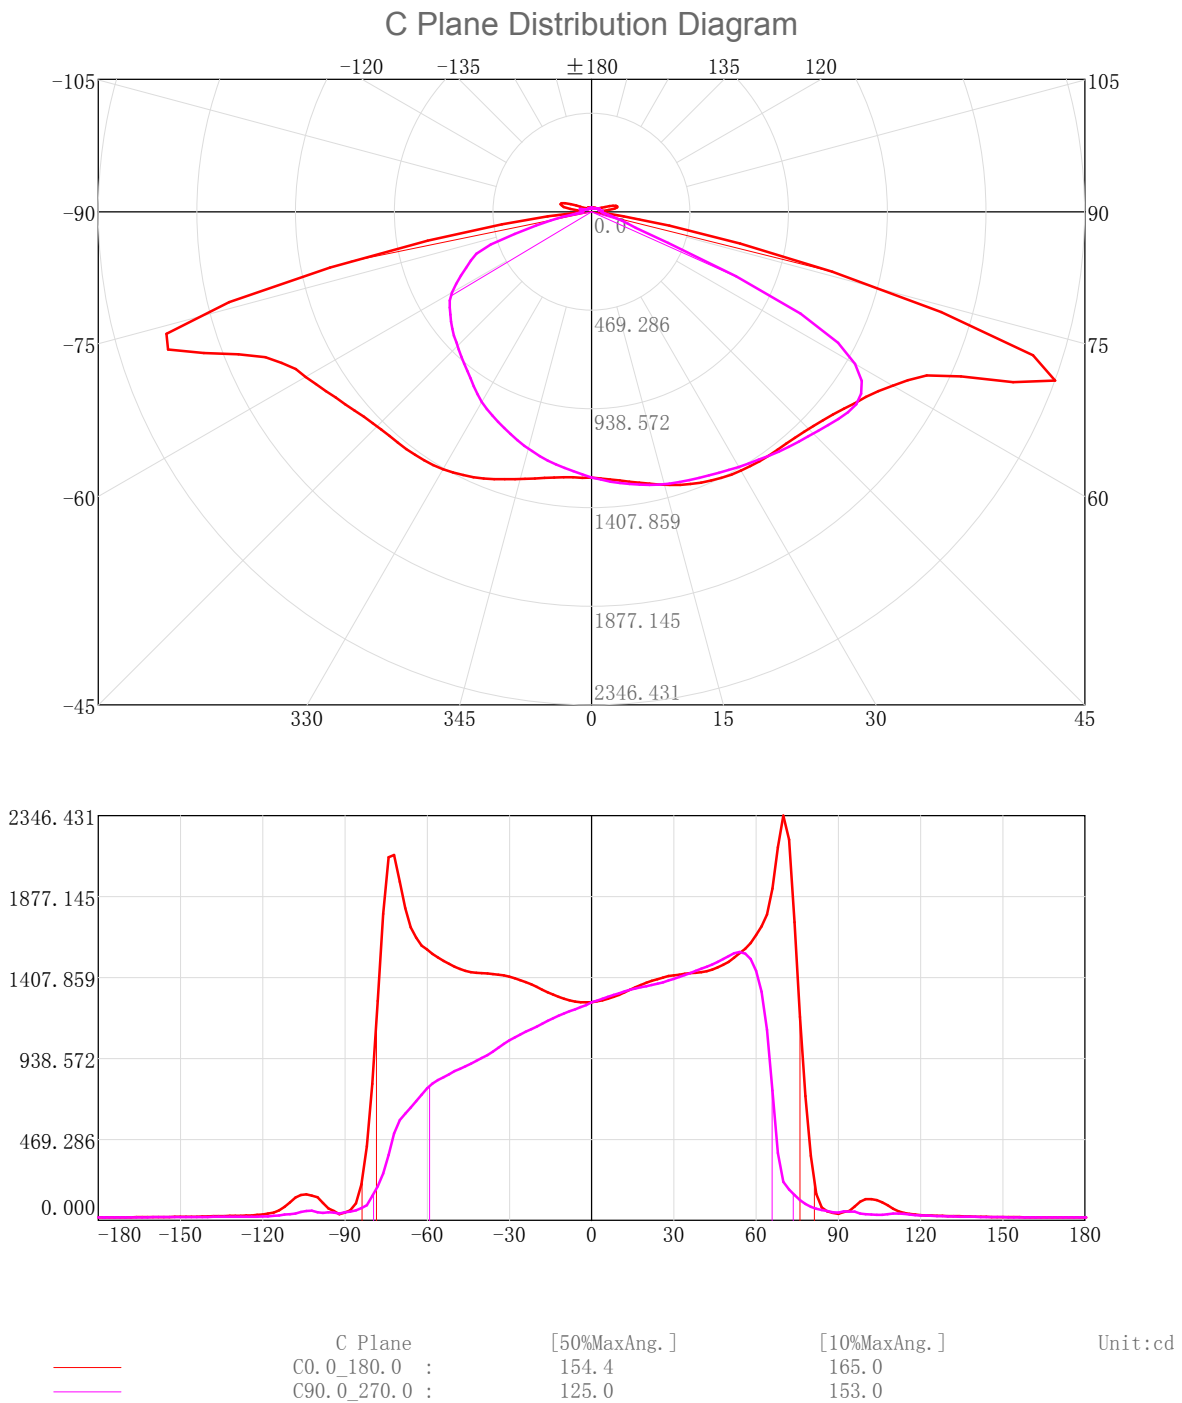 C Plane Distribution Diagram
-120 -135 ±180 135 120
-105 105
-90 90
0.0
469.286
-75 75
938.572
-60 60
1407.859
1877.145
2346.431
-45 330 345 0 15 30 45
2346.431
1877.145
1407.859
938.572
469.286
0.000
-180 -150 -120 -90 -60 -30 0 30 60 90 120 150 180
C Plane [50%MaxAng.] [10%MaxAng.] Unit:cd
C0.0_180.0 : 154.4 165.0
C90.0_270.0 : 125.0 153.0